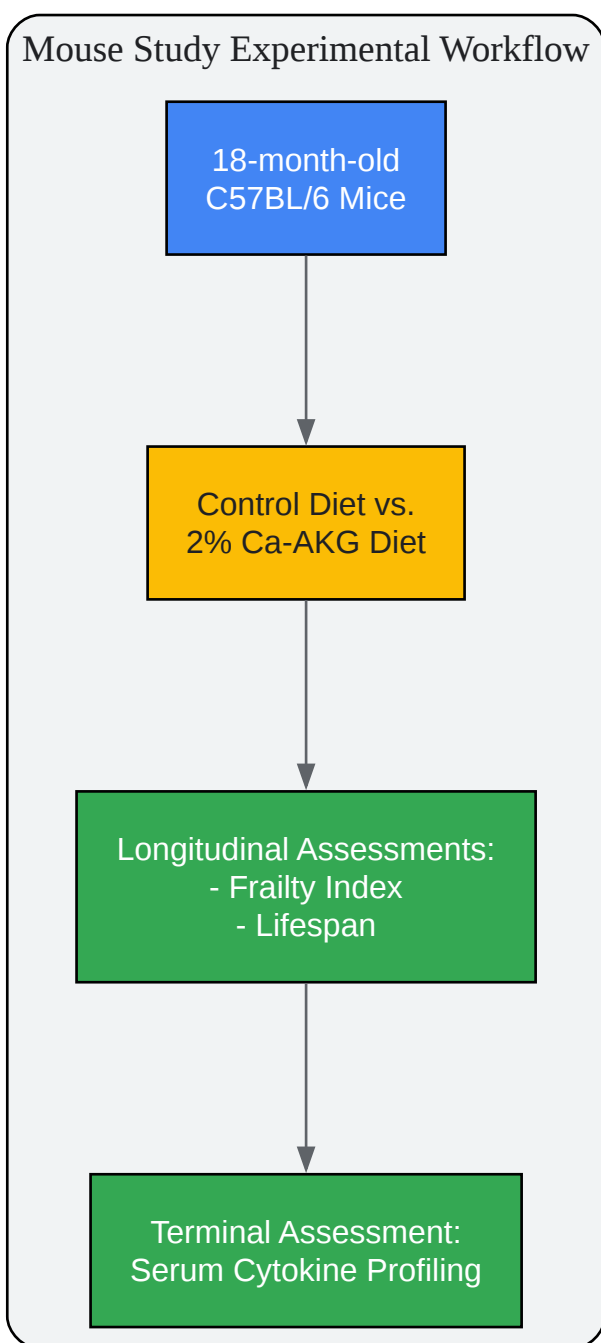 Mouse Study Experimental Workflow
18-month-old
C57BL/6 Mice
Control Diet vs.
2% Ca-AKG Diet
Longitudinal Assessments:
- Frailty Index
- Lifespan
Terminal Assessment:
Serum Cytokine Profiling